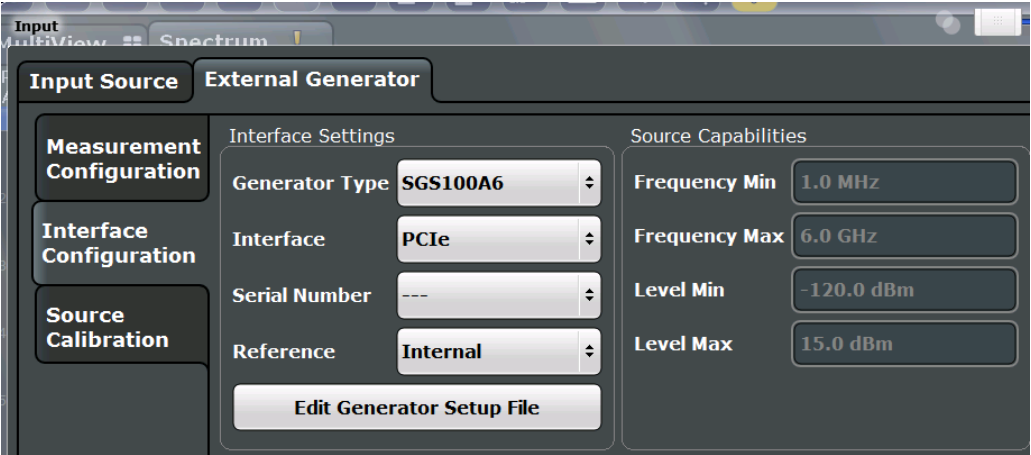 Input
MultiView Spectrum !
Input Source External Generator
Measurement
Configuration
Interface
Configuration
Source
Calibration
Interface Settings
Generator Type SGS100A6
Interface PCIe
Serial Number ---
Reference Internal
Edit Generator Setup File
Source Capabilities
Frequency Min 1.0 MHz
Frequency Max 6.0 GHz
Level Min -120.0 dBm
Level Max 15.0 dBm